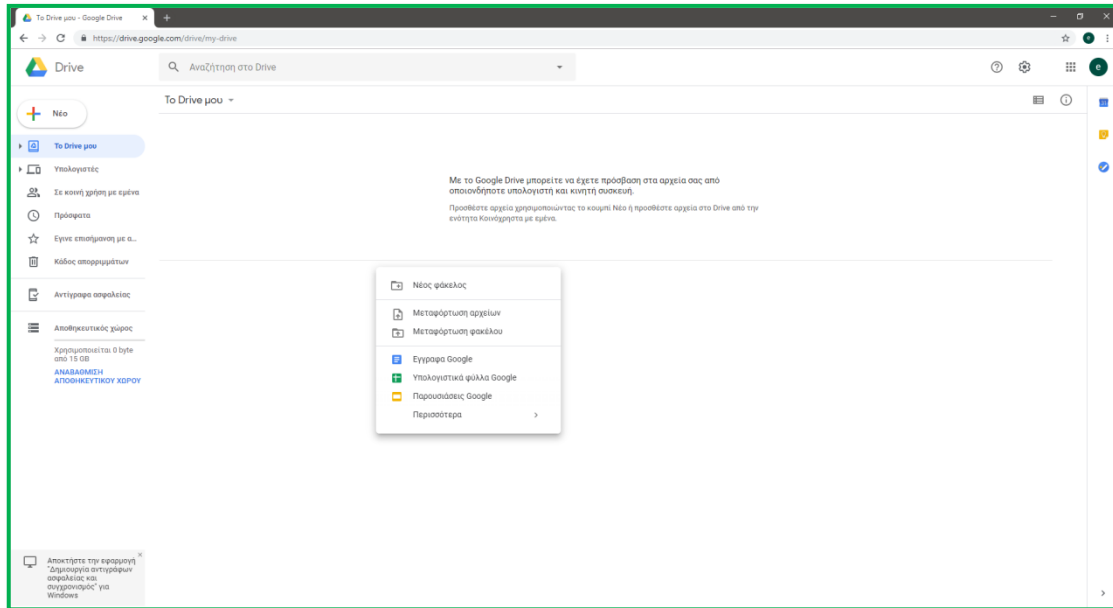 Το Drive μου - Google Drive
https://drive.google.com/drive/my-drive
e
Drive
Αναζήτηση στο Drive
e
Νέο
Το Drive μου
31
Το Drive μου
Υπολογιστές
Σε κοινή χρήση με εμένα
Πρόσφατα
Έγινε επισήμανση με α...
Κάδος απορριμμάτων
Αντίγραφα ασφαλείας
Αποθηκευτικός χώρος
Χρησιμοποιείται 0 byte
από 15 GB
ΑΝΑΒΑΘΜΙΣΗ
ΑΠΟΘΗΚΕΥΤΙΚΟΥ ΧΩΡΟΥ
Με το Google Drive μπορείτε να έχετε πρόσβαση στα αρχεία σας από
οποιονδήποτε υπολογιστή και κινητή συσκευή.
Προσθέστε αρχεία χρησιμοποιώντας το κουμπί Νέο ή προσθέστε αρχεία στο Drive από την
ενότητα Κοινόχρηστα με εμένα.
Νέος φάκελος
Μεταφόρτωση αρχείων
Μεταφόρτωση φακέλου
Έγγραφα Google
Υπολογιστικά φύλλα Google
Παρουσιάσεις Google
Περισσότερα
Αποκτήστε την εφαρμογή
"Δημιουργία αντιγράφων
ασφαλείας και
συγχρονισμός" για
Windows